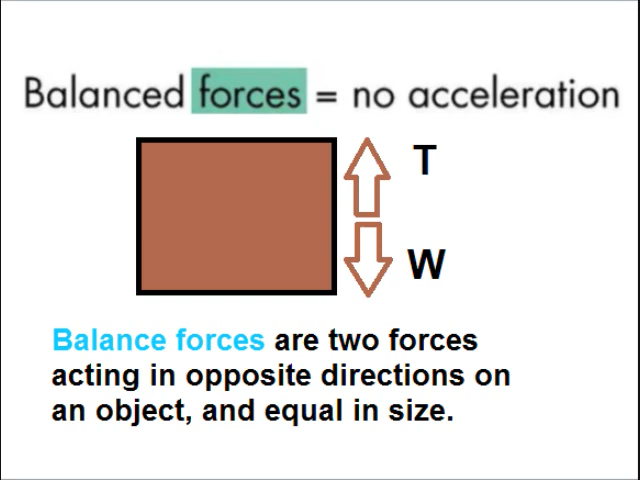 Balanced forces = no acceleration
T
W
Balance forces are two forces
acting in opposite directions on
an object, and equal in size.